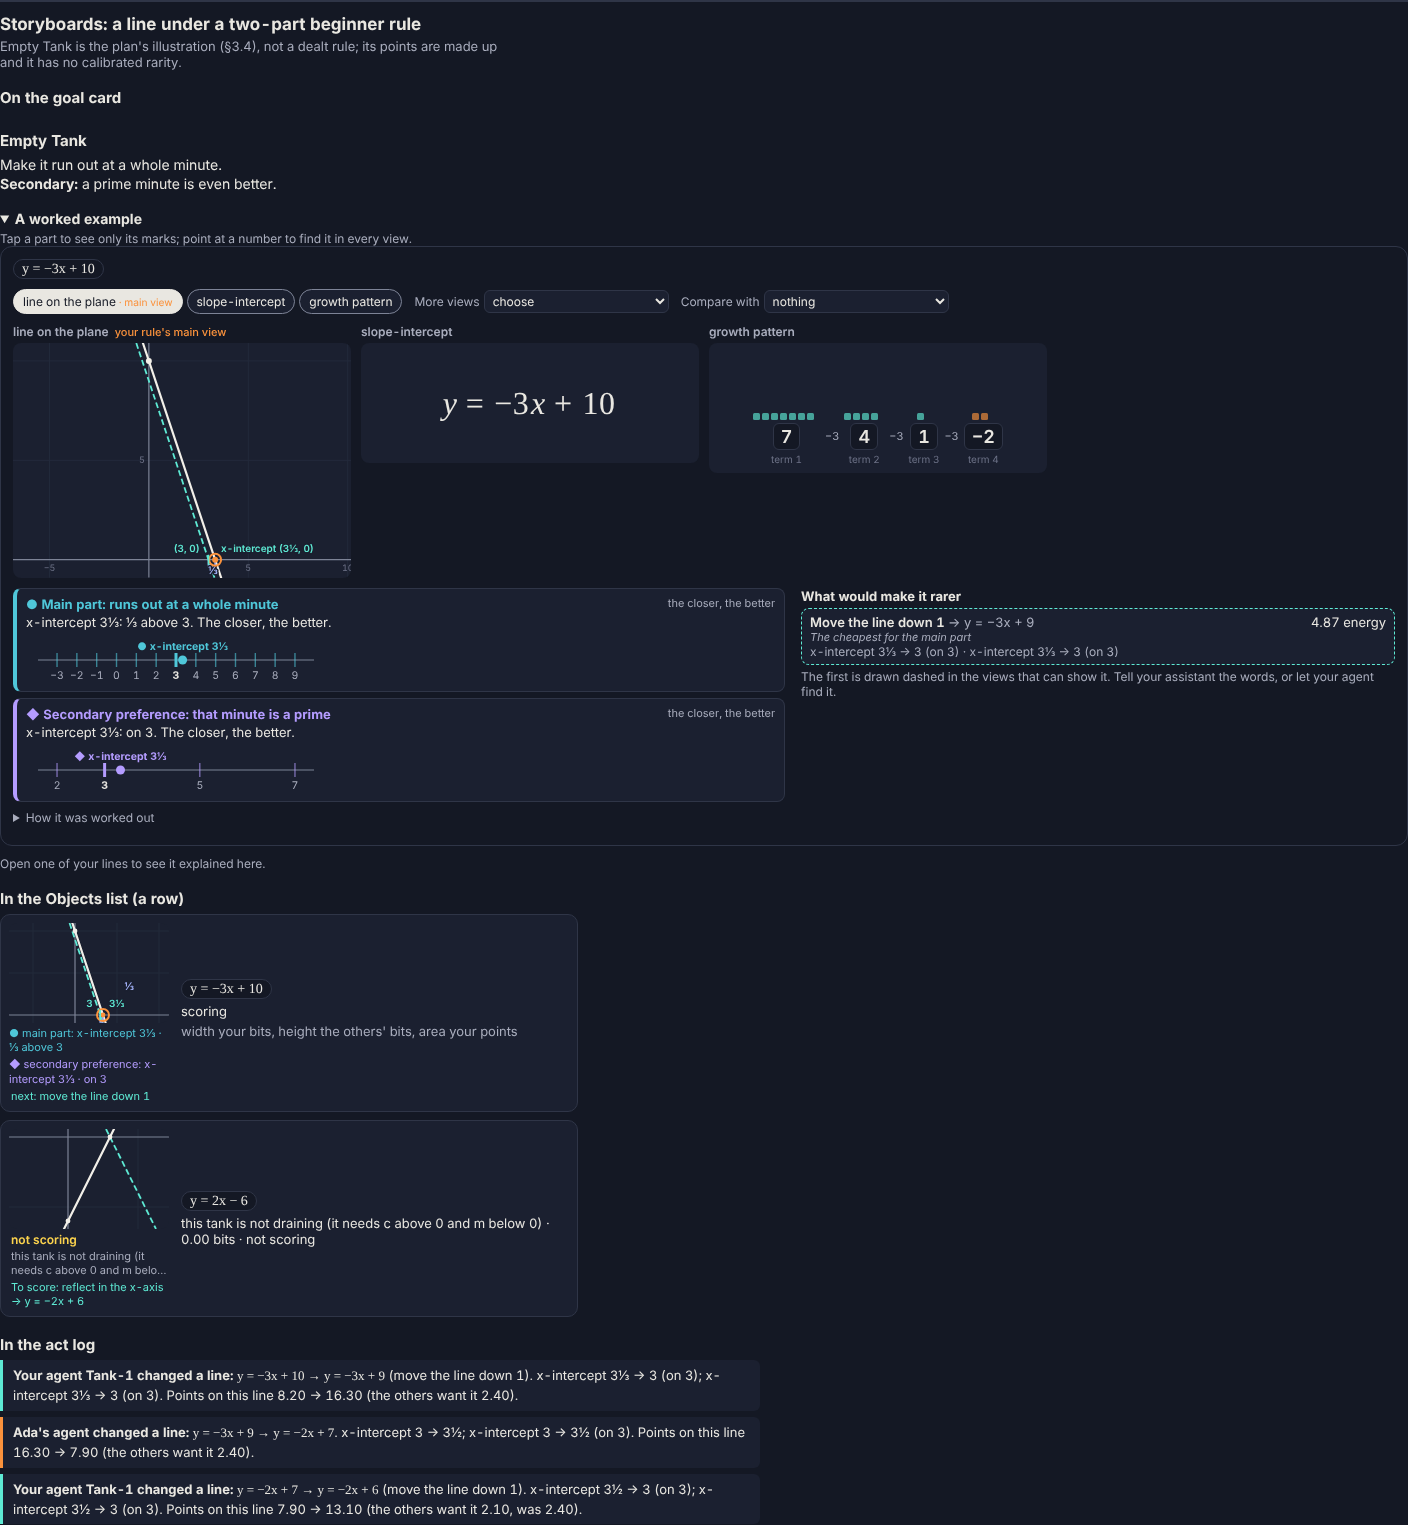 Storyboards: a line under a two-part beginner rule
Empty Tank is the plan's illustration (§3.4), not a dealt rule; its points are made up
and it has no calibrated rarity.
On the goal card
Empty Tank
Make it run out at a whole minute.
Secondary: a prime minute is even better.
▼ A worked example
Tap a part to see only its marks; point at a number to find it in every view.
y = −3x + 10
line on the plane · main view
slope-intercept
growth pattern
More views choose
Compare with nothing
line on the plane your rule's main view
5
(3, 0)
x-intercept (3⅓, 0)
−5
5
10
⅓
slope-intercept
y = −3x + 10
growth pattern
7 −3 4 −3 1 −3 −2
term 1 term 2 term 3 term 4
● Main part: runs out at a whole minute
the closer, the better
x-intercept 3⅓: ⅓ above 3. The closer, the better.
● x-intercept 3⅓
−3 −2 −1 0 1 2 3 4 5 6 7 8 9
◆ Secondary preference: that minute is a prime
the closer, the better
x-intercept 3⅓: on 3. The closer, the better.
◆ x-intercept 3⅓
2 3 5 7
▶ How it was worked out
What would make it rarer
Move the line down 1 → y = −3x + 9 4.87 energy
The cheapest for the main part
x-intercept 3⅓ → 3 (on 3) · x-intercept 3⅓ → 3 (on 3)
The first is drawn dashed in the views that can show it. Tell your assistant the words, or let your agent
find it.
Open one of your lines to see it explained here.
In the Objects list (a row)
⅓
3 3⅓
● main part: x-intercept 3⅓ ·
⅓ above 3
◆ secondary preference: x-
intercept 3⅓ · on 3
next: move the line down 1
y = −3x + 10
scoring
width your bits, height the others' bits, area your points
not scoring
this tank is not draining (it
needs c above 0 and m belo...
To score: reflect in the x-axis
→ y = −2x + 6
y = 2x − 6
this tank is not draining (it needs c above 0 and m below 0) ·
0.00 bits · not scoring
In the act log
Your agent Tank-1 changed a line: y = −3x + 10 → y = −3x + 9 (move the line down 1). x-intercept 3⅓ → 3 (on 3); x-
intercept 3⅓ → 3 (on 3). Points on this line 8.20 → 16.30 (the others want it 2.40).
Ada's agent changed a line: y = −3x + 9 → y = −2x + 7. x-intercept 3 → 3½; x-intercept 3 → 3½ (on 3). Points on this line
16.30 → 7.90 (the others want it 2.40).
Your agent Tank-1 changed a line: y = −2x + 7 → y = −2x + 6 (move the line down 1). x-intercept 3½ → 3 (on 3); x-
intercept 3½ → 3 (on 3). Points on this line 7.90 → 13.10 (the others want it 2.10, was 2.40).